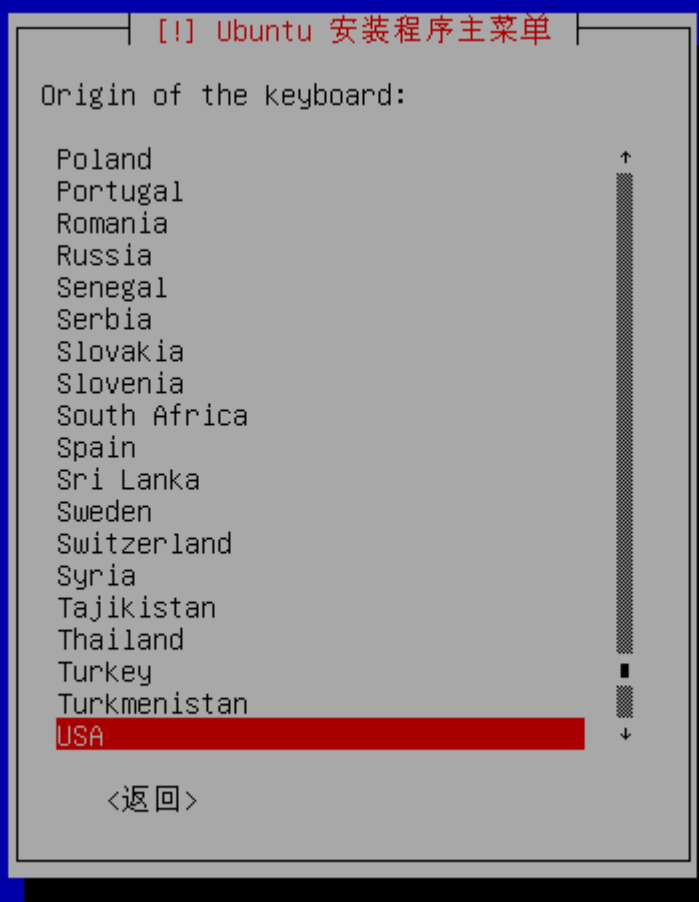 [!] Ubuntu 安装程序主菜单
Origin of the keyboard:
Poland
Portugal
Romania
Russia
Senegal
Serbia
Slovakia
Slovenia
South Africa
Spain
Sri Lanka
Sweden
Switzerland
Syria
Tajikistan
Thailand
Turkey
Turkmenistan
USA
<返回>